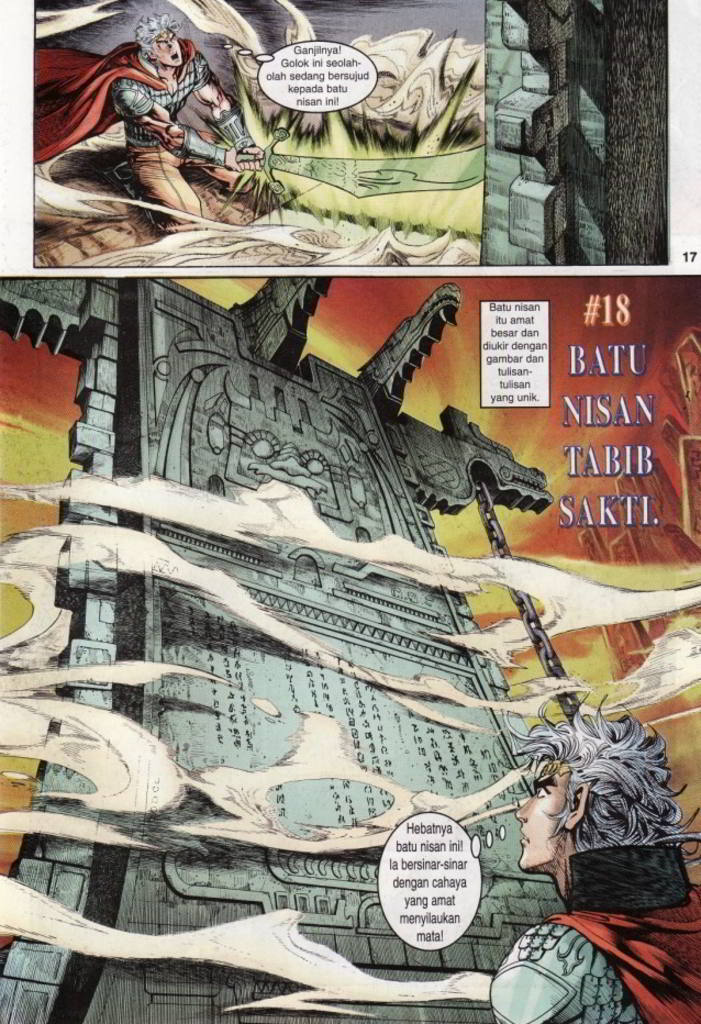 Ganjilnya!
Golok ini seolah-
olah sedang bersujud
kepada batu
nisan ini!
17
Batu nisan
itu amat
besar dan
diukir dengan
gambar dan
tulisan-
tulisan
yang unik.
#18
BATU
NISAN
TABIB
SAKTI.
Hebatnya
batu nisan ini!
Ia bersinar-sinar
dengan cahaya
yang amat
menyilaukan
mata!